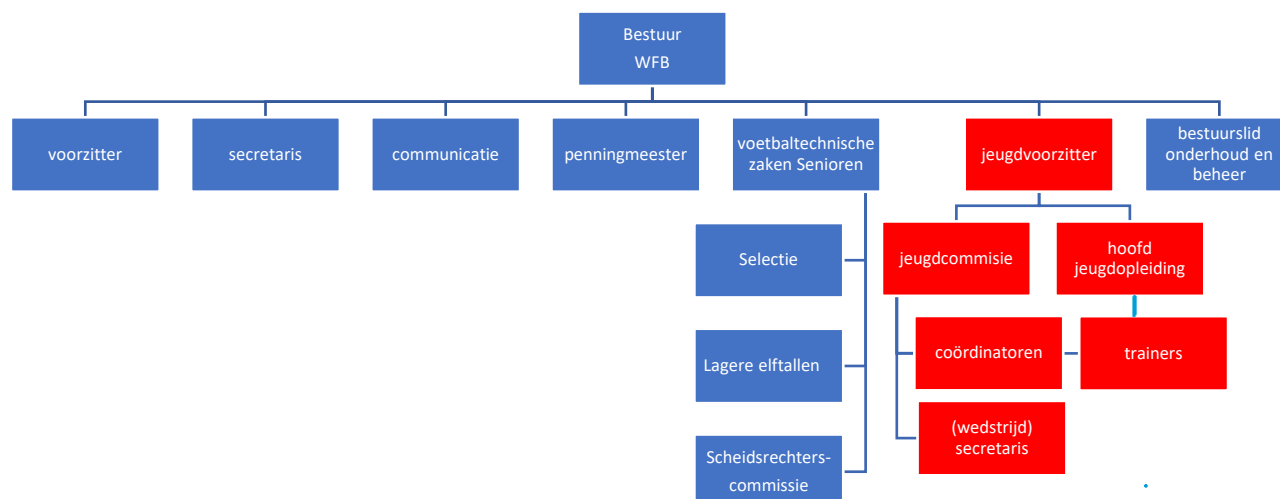 Bestuur
WFB
voorzitter
secretaris
communicatie
penningmeester
voetbaltechnische
zaken Senioren
jeugdvoorzitter
bestuurslid
onderhoud en
beheer
Selectie
jeugdcommisie
hoofd
jeugdopleiding
Lagere elftallen
coördinatoren
trainers
(wedstrijd)
secretaris
Scheidsrechters-
commissie